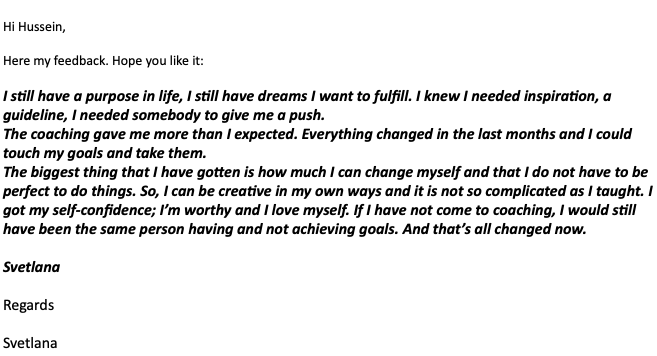 Hi Hussein,
Here my feedback. Hope you like it:
I still have a purpose in life, I still have dreams I want to fulfill. I knew I needed inspiration, a
guideline, I needed somebody to give me a push.
The coaching gave me more than I expected. Everything changed in the last months and I could
touch my goals and take them.
The biggest thing that I have gotten is how much I can change myself and that I do not have to be
perfect to do things. So, I can be creative in my own ways and it is not so complicated as I taught. I
got my self-confidence; I'm worthy and I love myself. If I have not come to coaching, I would still
have been the same person having and not achieving goals. And that's all changed now.
Svetlana
Regards
Svetlana